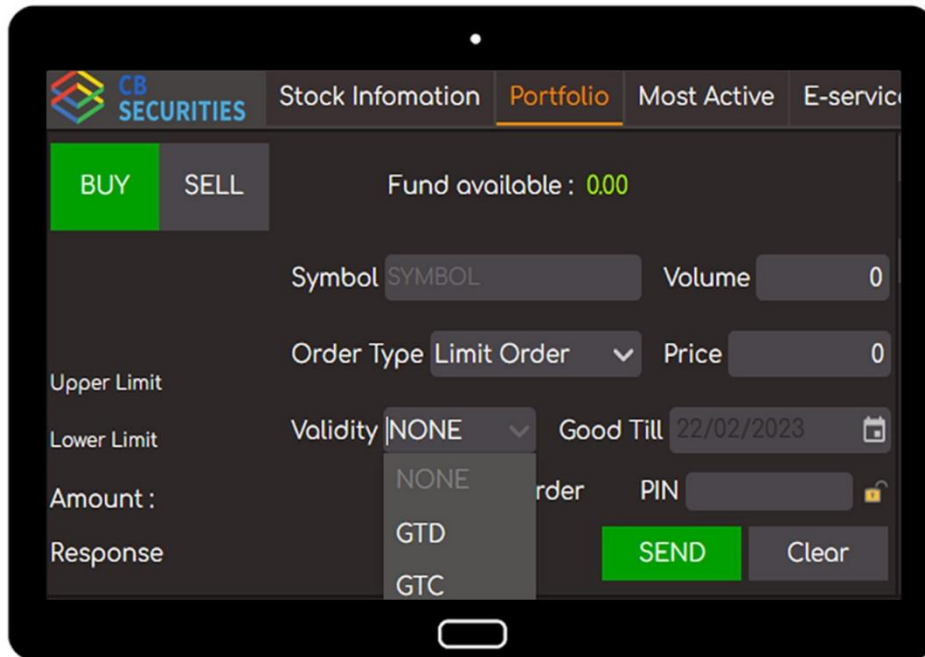 CB
SECURITIES
Stock Infomation Portfolio Most Active E-servic
BUY SELL Fund available : 0.00
Symbol SYMBOL Volume 0
Order Type Limit Order Price 0
Upper Limit
Validity NONE Good Till 22/02/2023
Lower Limit
NONE rder PIN
Amount :
GTD
Response SEND Clear
GTC